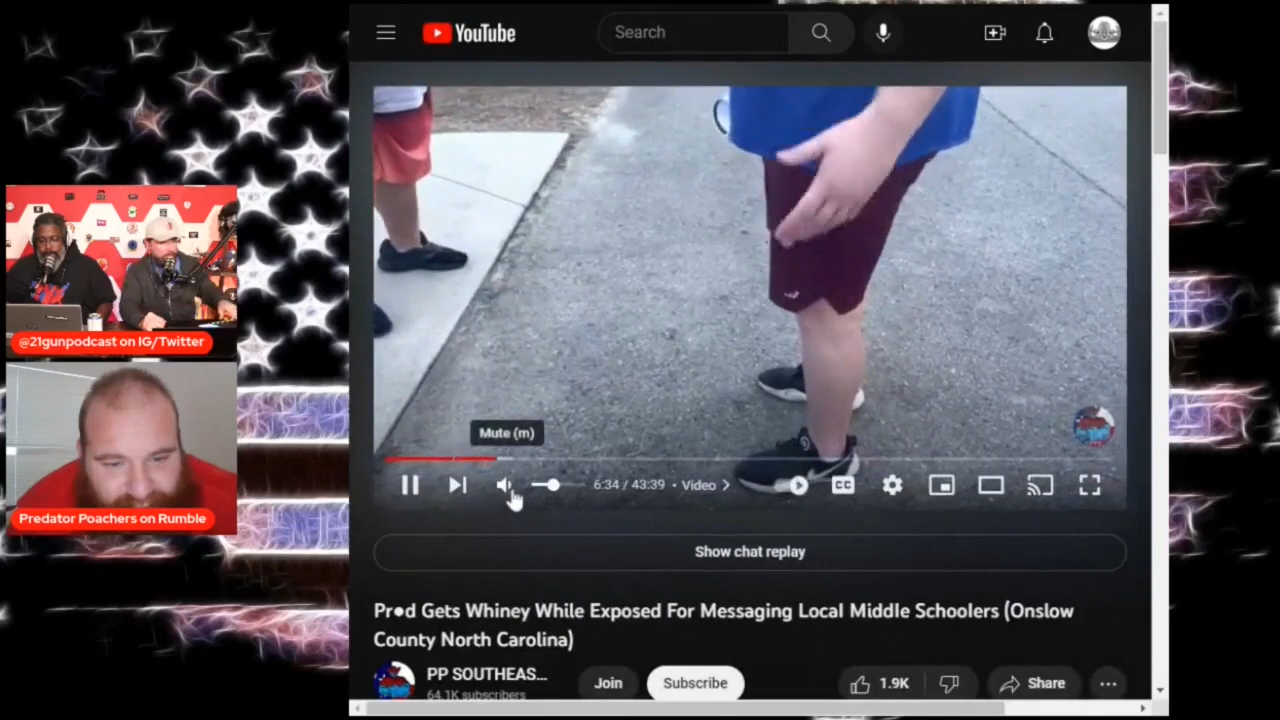 YouTube
Search
@21gunpodcast on IG/Twitter
Predator Poachers on Rumble
Mute (m)
6:34 / 43:39 • Video
CC
Show chat replay
Pr●d Gets Whiney While Exposed For Messaging Local Middle Schoolers (Onslow
County North Carolina)
PP SOUTHEAS...
64.1K subscribers
Join
Subscribe
1.9K
Share